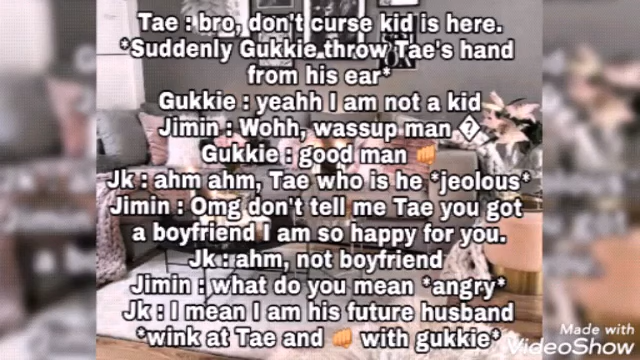 Tae : bro, don't curse kid is here.
*Suddenly Gukkie throw Tae's hand
from his ear*
Gukkie : yeahh I am not a kid
Jimin : Wohh, wassup man �
Gukkie : good man 👊
Jk : ahm ahm, Tae who is he *jeolous*
Jimin : Omg don't tell me Tae you got
a boyfriend I am so happy for you.
Jk : ahm, not boyfriend
Jimin : what do you mean *angry*
Jk : I mean I am his future husband
*wink at Tae and 👊 with gukkie*
Made with
VideoShow